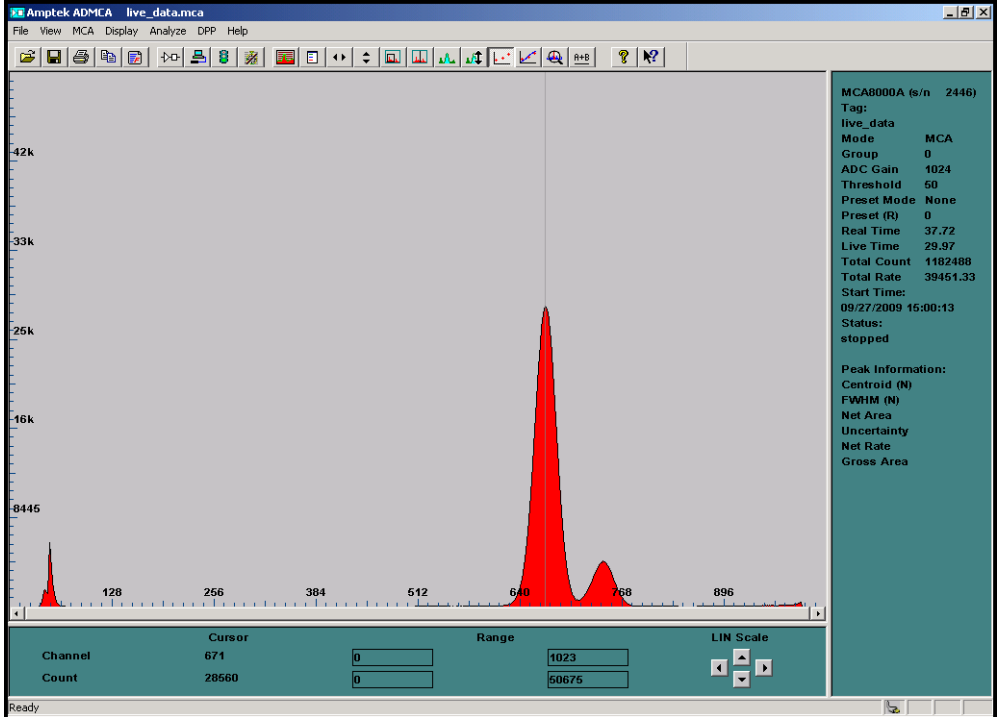 Amptek ADMCA live_data.mca
File View MCA Display Analyze DPP Help
A+B
42k
33k
25k
16k
8445
128 256 384 512 640 768 896
MCA8000A (s/n 2446)
Tag:
live_data
Mode MCA
Group 0
ADC Gain 1024
Threshold 50
Preset Mode None
Preset (R) 0
Real Time 37.72
Live Time 29.97
Total Count 1182488
Total Rate 39451.33
Start Time:
09/27/2009 15:00:13
Status:
stopped
Peak Information:
Centroid (N)
FWHM (N)
Net Area
Uncertainty
Net Rate
Gross Area
Cursor Range LIN Scale
Channel 671 0 1023
Count 28560 0 50675
Ready